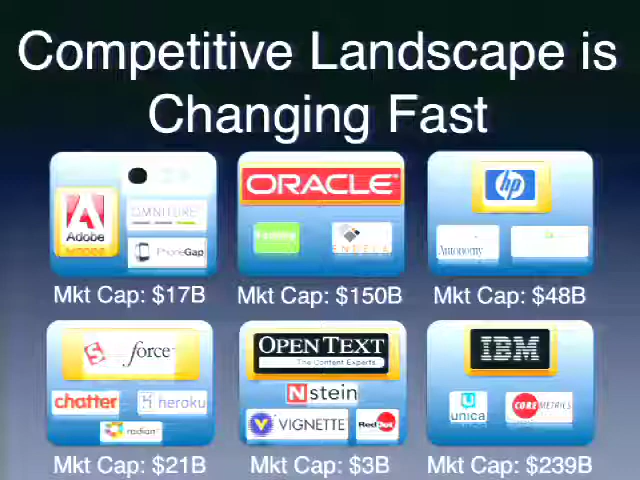 Competitive Landscape is
Changing Fast
Adobe
OMNITURE
PhoneGap
Mkt Cap: $17B
ORACLE
ENDECA
Mkt Cap: $150B
hp
Autonomy
Mkt Cap: $48B
force
chatter
heroku
radian
Mkt Cap: $21B
OPEN TEXT
The Content Experts
Nstein
VIGNETTE
RedDot
Mkt Cap: $3B
IBM
unica
COREMETRICS
Mkt Cap: $239B